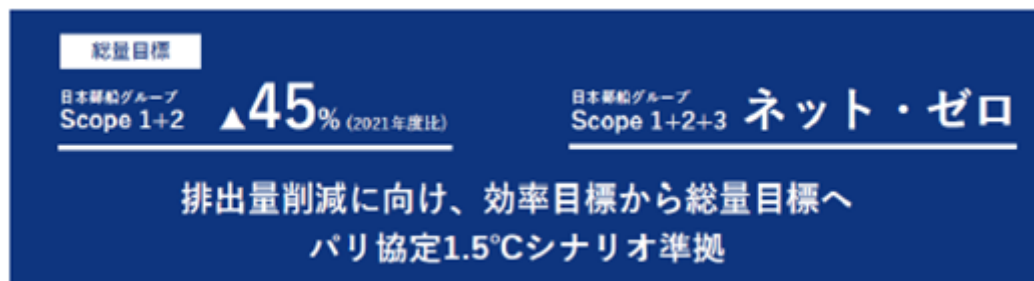 総量目標
日本郵船グループ
Scope 1+2 ▲45% (2021年度比)
日本郵船グループ
Scope 1+2+3 ネット・ゼロ
排出量削減に向け、効率目標から総量目標へ
パリ協定1.5℃シナリオ準拠